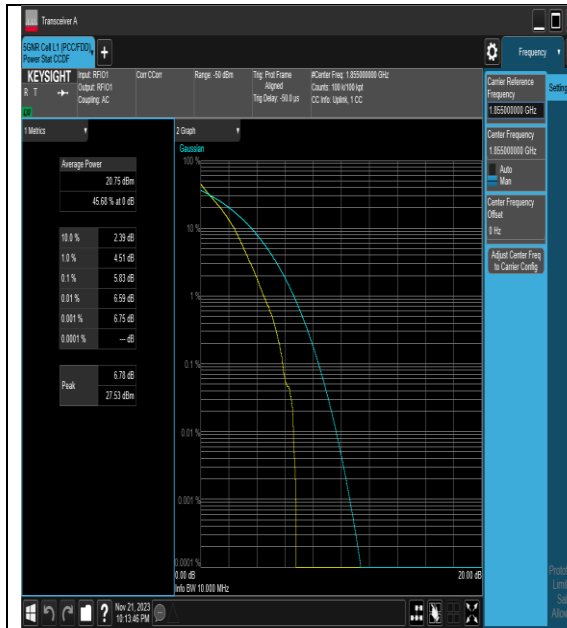 Transceiver A
5GNR Cell L1 (PCC/FDD)
Power Stat CCDF
Frequency
KEYSIGHT
R T
Input: RFIO1
Output: RFIO1
Coupling: AC
Corr CCorr
Range: -50 dBm
Trig: Prot Frame
Aligned
Trig Delay: -50.0 µs
#Center Freq: 1.855000000 GHz
Counts: 100 k/100 kpt
CC Info: Uplink, 1 CC
1 Metrics
Average Power
20.75 dBm
45.68 % at 0 dB
10.0 % 2.39 dB
1.0 % 4.51 dB
0.1 % 5.83 dB
0.01 % 6.59 dB
0.001 % 6.75 dB
0.0001 % --- dB
Peak
6.78 dB
27.53 dBm
2 Graph
Gaussian
100 %
10 %
1 %
0.1 %
0.01 %
0.001 %
0.0001 %
0.00 dB
20.00 dB
Info BW 10.000 MHz
Carrier Reference
Frequency
1.855000000 GHz
Center Frequency
1.855000000 GHz
Auto
Man
Center Frequency
Offset
0 Hz
Adjust Center Freq
to Carrier Config
Setting
Nov 21, 2023
10:13:46 PM